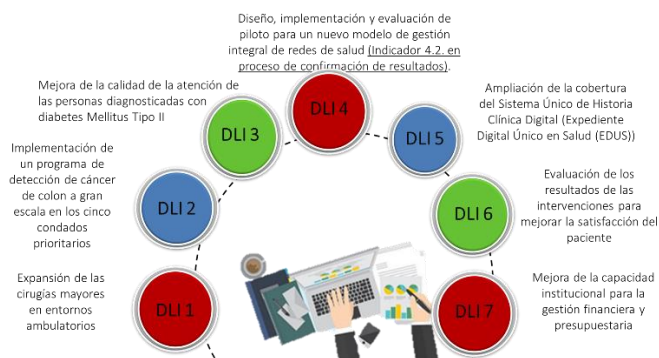 Diseño, implementación y evaluación de
piloto para un nuevo modelo de gestión
integral de redes de salud (Indicador 4.2. en
proceso de confirmación de resultados).
Mejora de la calidad de la atención de
las personas diagnosticadas con
diabetes Mellitus Tipo II
DLI 3
DLI 4
DLI 5
Ampliación de la cobertura
del Sistema Único de Historia
Clínica Digital (Expediente
Digital Único en Salud (EDUS))
Implementación de
un programa de
detección de cáncer
de colon a gran
escala en los cinco
condados
prioritarios
DLI 2
DLI 6
Evaluación de los
resultados de las
intervenciones para
mejorar la satisfacción del
paciente
Expansión de las
cirugías mayores
en entornos
ambulatorios
DLI 1
DLI 7
Mejora de la capacidad
institucional para la
gestión financiera y
presupuestaria